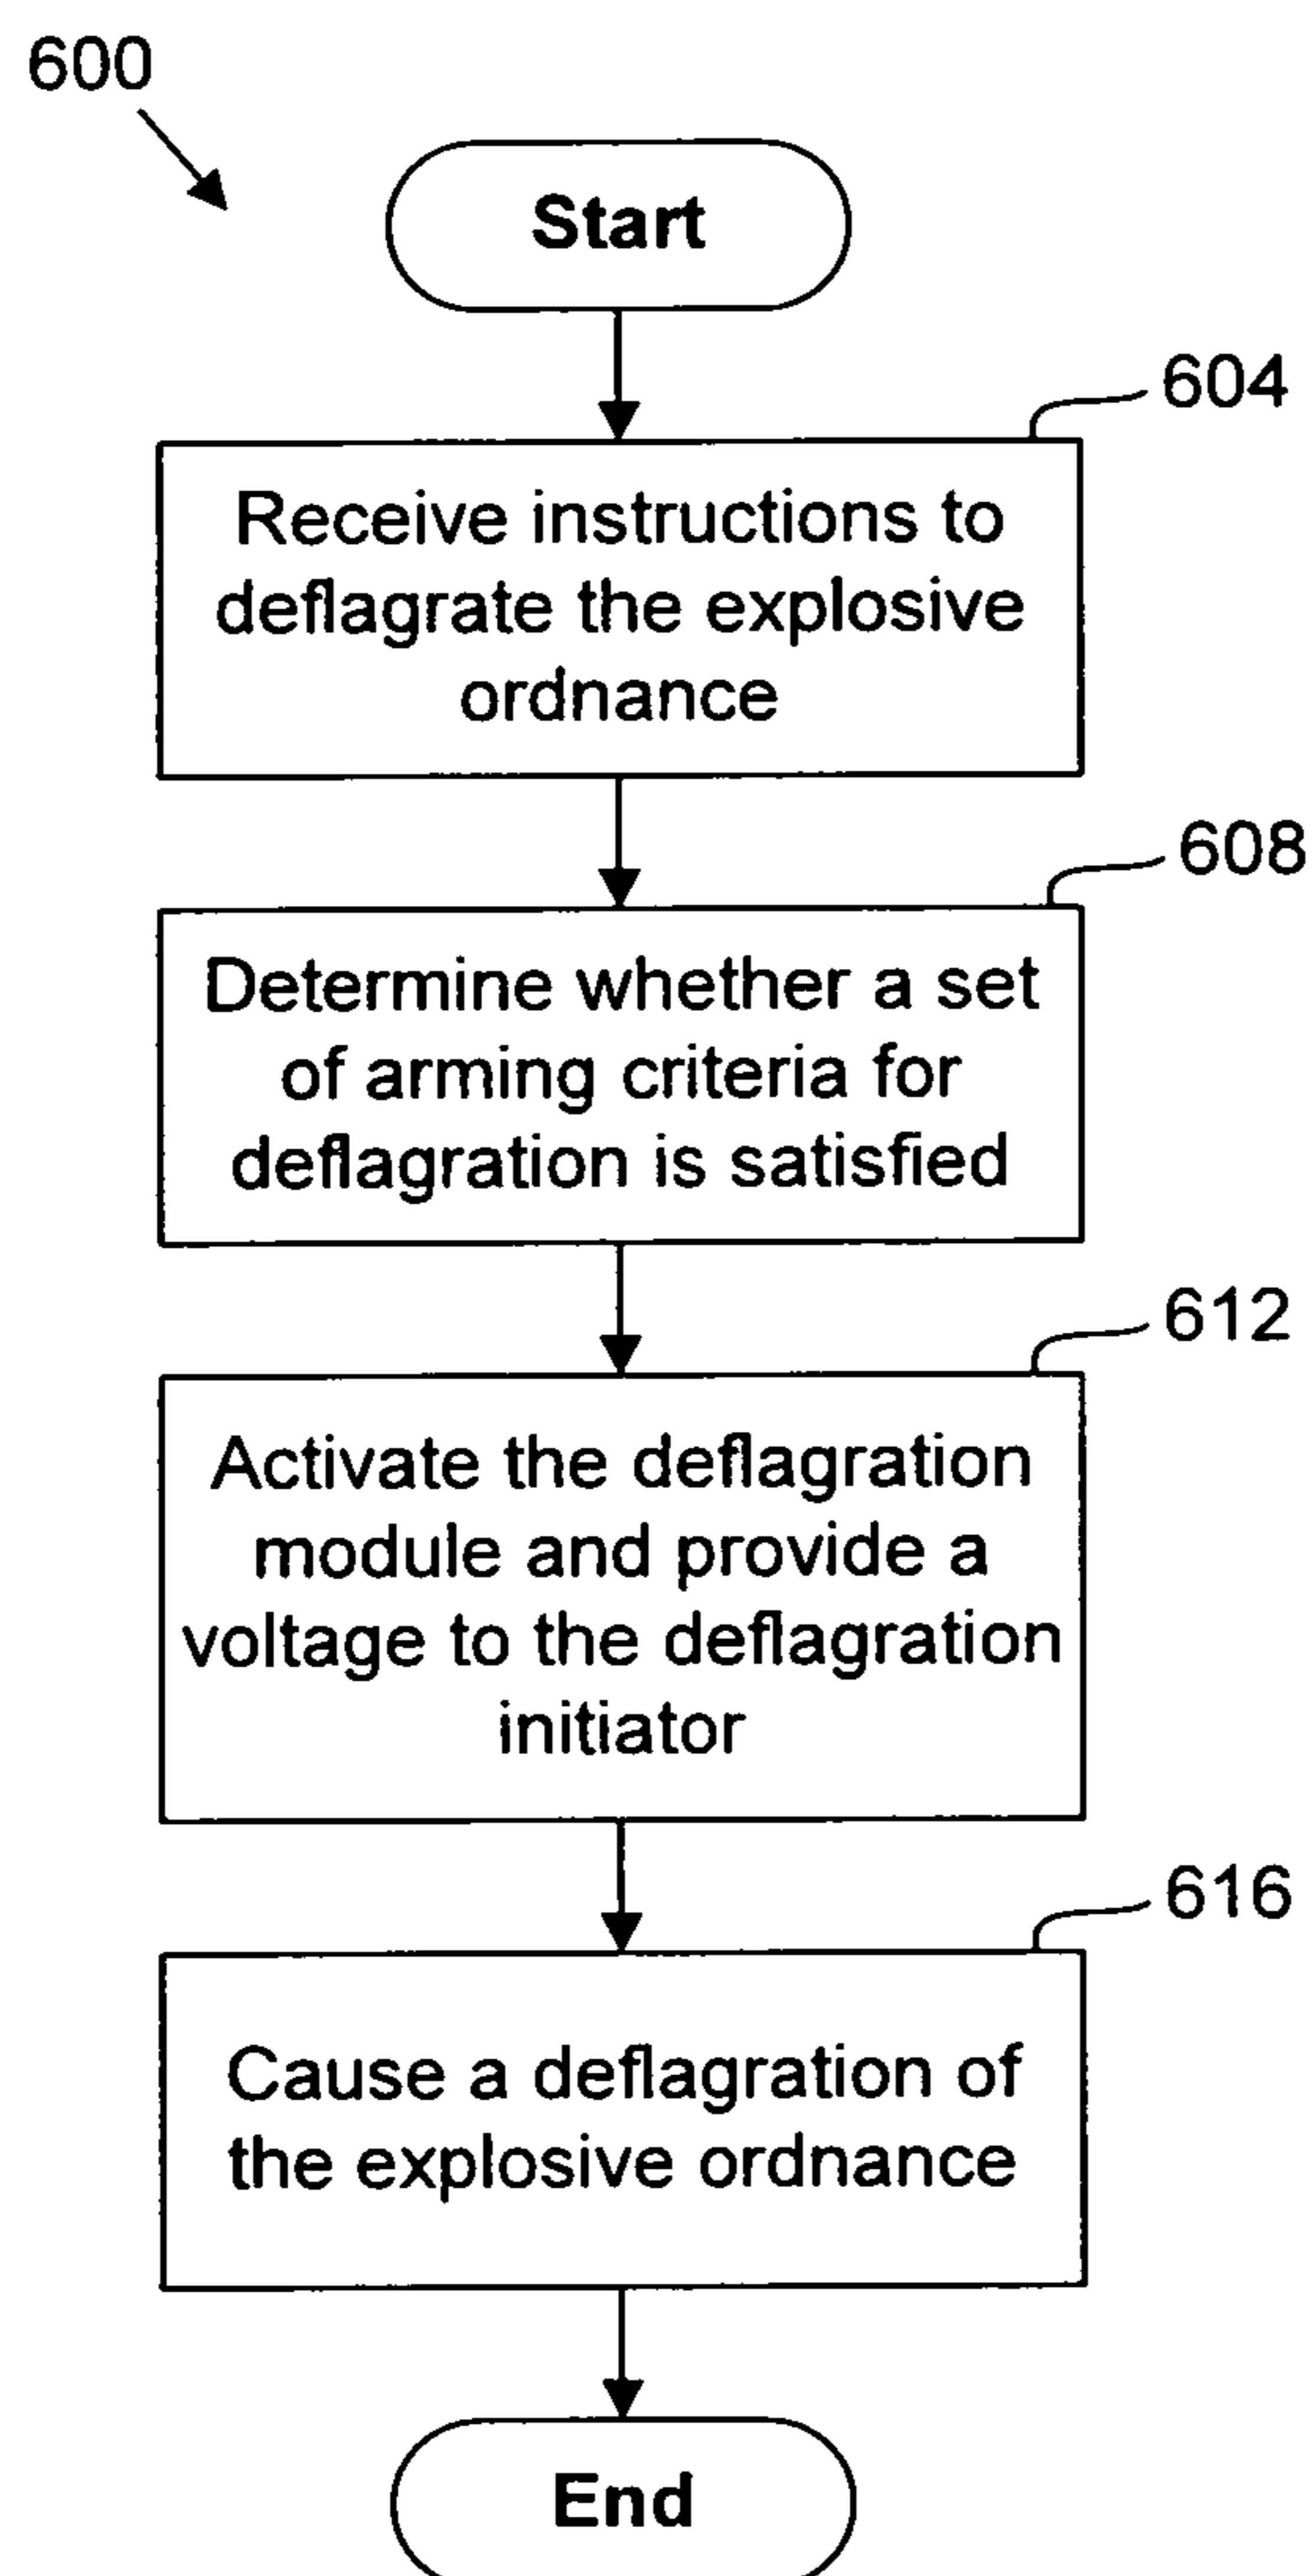 600
Start
604
Receive instructions to
deflagrate the explosive
ordnance
608
Determine whether a set
of arming criteria for
deflagration is satisfied
612
Activate the deflagration
module and provide a
voltage to the deflagration
initiator
616
Cause a deflagration of
the explosive ordnance
End